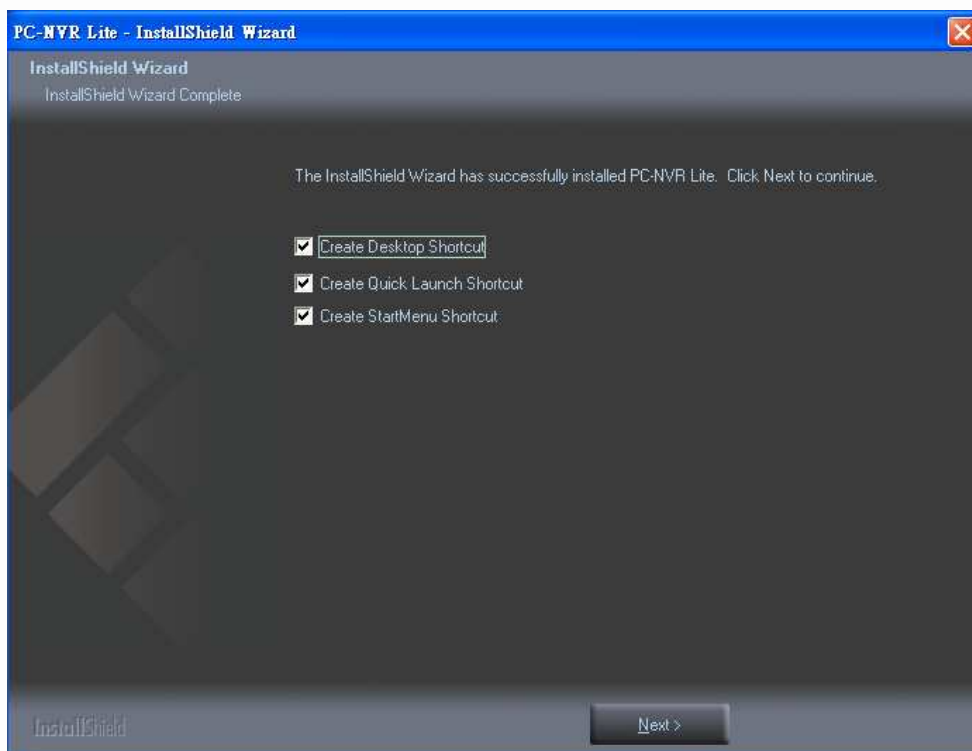 PC-NVR Lite - InstallShield Wizard
InstallShield Wizard
InstallShield Wizard Complete
The InstallShield Wizard has successfully installed PC-NVR Lite. Click Next to continue.
Create Desktop Shortcut
Create Quick Launch Shortcut
Create StartMenu Shortcut
InstallShield
Next >